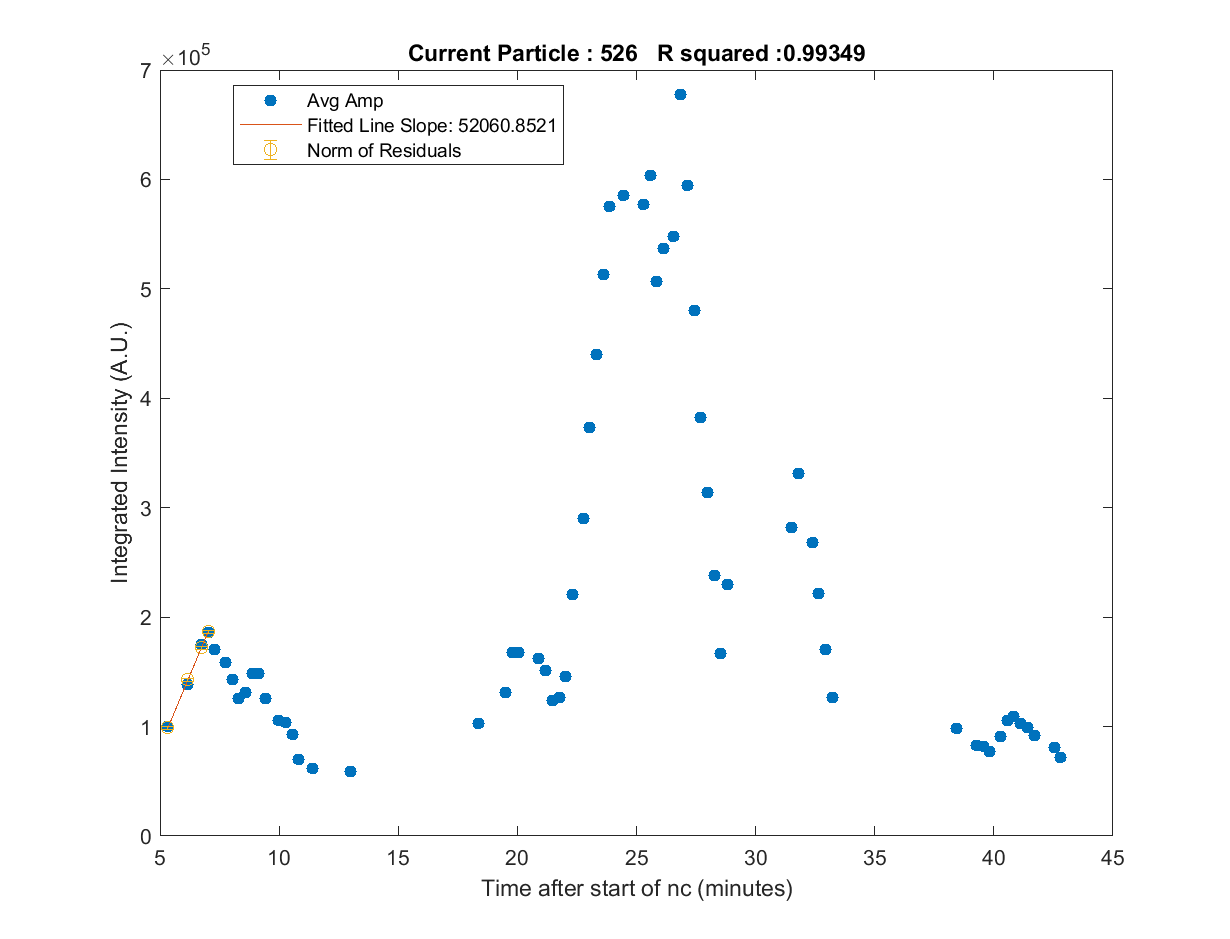 Current Particle : 526   R squared :0.99349
×10^5
7
6
5
4
3
2
1
0
Integrated Intensity (A.U.)
Avg Amp
Fitted Line Slope: 52060.8521
Norm of Residuals
5 10 15 20 25 30 35 40 45
Time after start of nc (minutes)